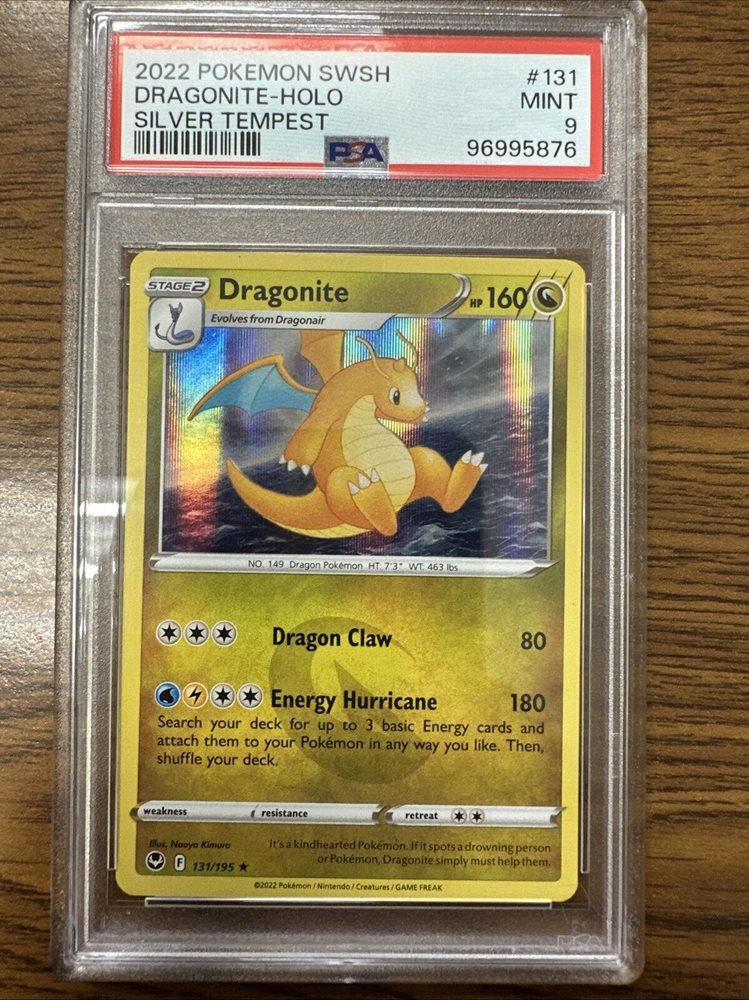 2022 POKEMON SWSH #131
DRAGONITE-HOLO MINT
SILVER TEMPEST 9
PSA 96995876
STAGE 2 Dragonite HP 160
Evolves from Dragonair
NO. 149 Dragon Pokémon HT: 7'3" WT: 463 lbs
Dragon Claw 80
Energy Hurricane 180
Search your deck for up to 3 basic Energy cards and
attach them to your Pokémon in any way you like. Then,
shuffle your deck.
weakness resistance retreat
Illus. Naoyo Kimura It's a kindhearted Pokémon. If it spots a drowning person
or Pokémon, Dragonite simply must help them.
F 131/195
©2022 Pokémon / Nintendo / Creatures / GAME FREAK
PSA